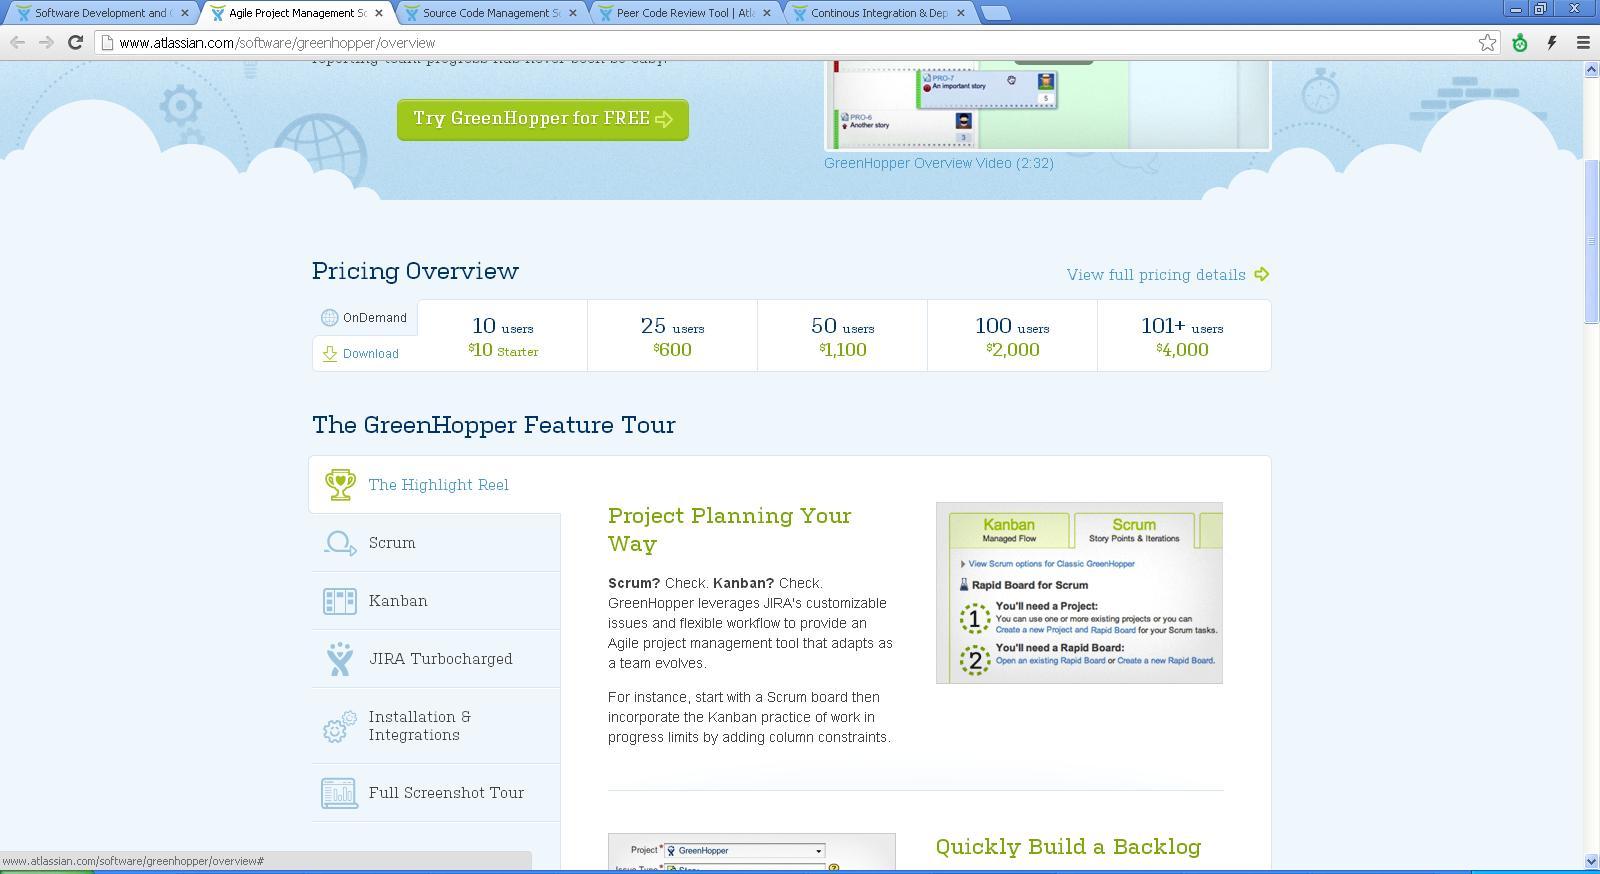 Software Development and
Agile Project Management
Source Code Management
Peer Code Review Tool |
Continous Integration & Dep
www.atlassian.com/software/greenhopper/overview
reporting team progress has never been so easy.
Try GreenHopper for FREE
PRO-7
An important story
5
PRO-6
Another story
3
GreenHopper Overview Video (2:32)
Pricing Overview
View full pricing details
OnDemand
Download
10 users
$10 Starter
25 users
$600
50 users
$1,100
100 users
$2,000
101+ users
$4,000
The GreenHopper Feature Tour
The Highlight Reel
Scrum
Kanban
JIRA Turbocharged
Installation &
Integrations
Full Screenshot Tour
Project Planning Your
Way
Scrum? Check. Kanban? Check.
GreenHopper leverages JIRA's customizable
issues and flexible workflow to provide an
Agile project management tool that adapts as
a team evolves.
For instance, start with a Scrum board then
incorporate the Kanban practice of work in
progress limits by adding column constraints.
Kanban
Managed Flow
Scrum
Story Points & Iterations
View Scrum options for Classic GreenHopper
Rapid Board for Scrum
1
You'll need a Project:
You can use one or more existing projects or you can
Create a new Project and Rapid Board for your Scrum tasks.
2
You'll need a Rapid Board:
Open an existing Rapid Board or Create a new Rapid Board.
Project*
GreenHopper
Issue Type*
Story
Quickly Build a Backlog
www.atlassian.com/software/greenhopper/overview#